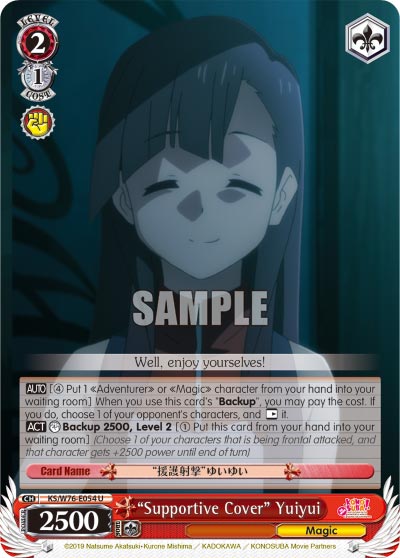 LEVEL
2
1
COST
SAMPLE
Well, enjoy yourselves!
AUTO [④ Put 1 «Adventurer» or «Magic» character from your hand into your
waiting room] When you use this card's "Backup", you may pay the cost. If
you do, choose 1 of your opponent's characters, and it.
ACT Backup 2500, Level 2 [① Put this card from your hand into your
waiting room] (Choose 1 of your characters that is being frontal attacked, and
that character gets +2500 power until end of turn)
Card Name "援護射撃"ゆいゆい
CH KS/W76-E054 U
POWER 2500 SOUL "Supportive Cover" Yuiyui
Magic
©2019 Natsume Akatsuki・Kurone Mishima / KADOKAWA / KONOSUBA Movie Partners